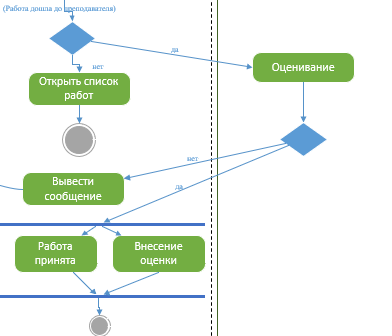 (Работа дошла до преподавателя)
да
нет
Оценивание
Открыть список
работ
нет
Вывести
сообщение
да
Работа
принята
Внесение
оценки